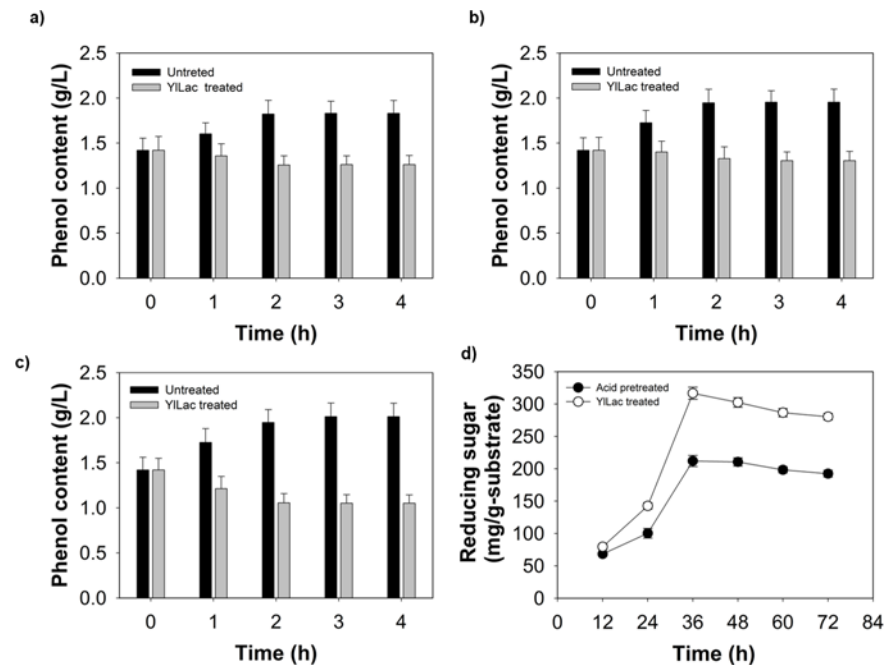 a)
Phenol content (g/L)
2.5
2.0
1.5
1.0
0.5
0.0
Untreted
YlLac treated
0 1 2 3 4
Time (h)
b)
Phenol content (g/L)
2.5
2.0
1.5
1.0
0.5
0.0
Untreated
YlLac treated
0 1 2 3 4
Time (h)
c)
Phenol content (g/L)
2.5
2.0
1.5
1.0
0.5
0.0
Untreated
YlLac treated
0 1 2 3 4
Time (h)
d)
Reducing sugar
(mg/g-substrate)
350
300
250
200
150
100
50
0
Acid pretreated
YlLac treated
0 12 24 36 48 60 72 84
Time (h)